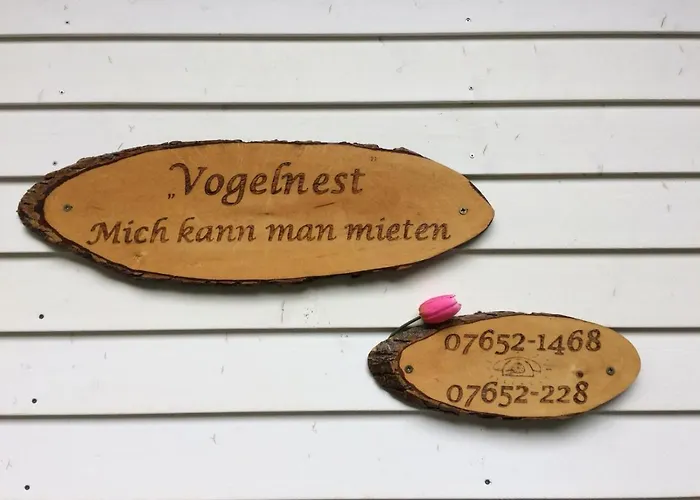 „Vogelnest"
Mich kann man mieten
07652-1468
07652-228